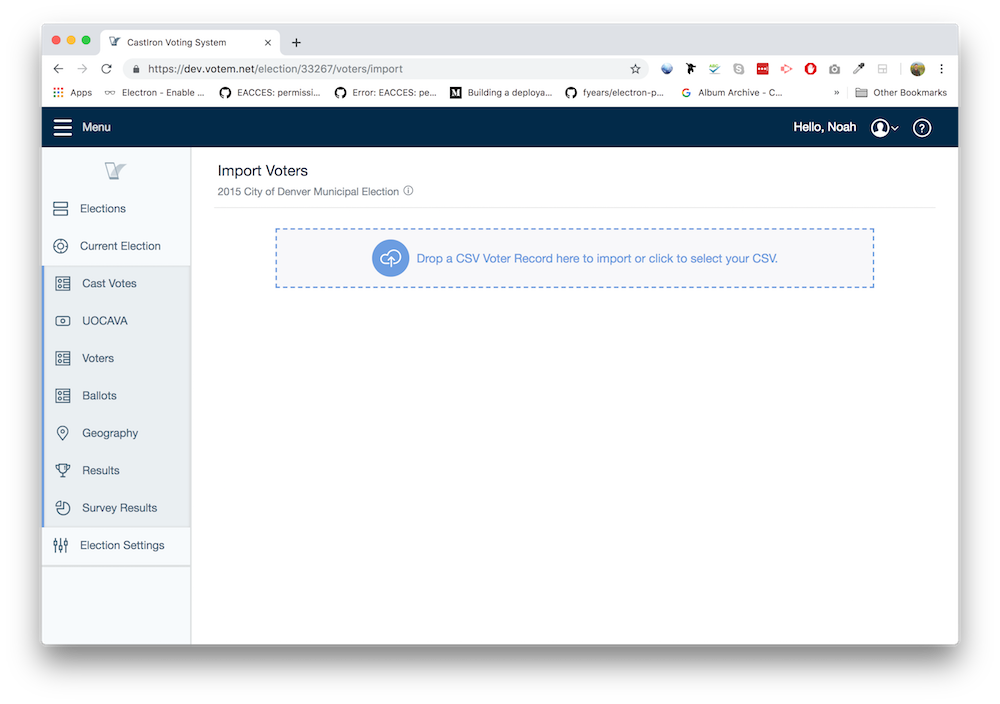 CastIron Voting System
https://dev.votem.net/election/33267/voters/import
Apps Electron - Enable ... EACCES: permissi... Error: EACCES: pe... Building a deploya... fyears/electron-p... Album Archive - C... » Other Bookmarks
Menu Hello, Noah
Import Voters
2015 City of Denver Municipal Election
Drop a CSV Voter Record here to import or click to select your CSV.
Elections
Current Election
Cast Votes
UOCAVA
Voters
Ballots
Geography
Results
Survey Results
Election Settings